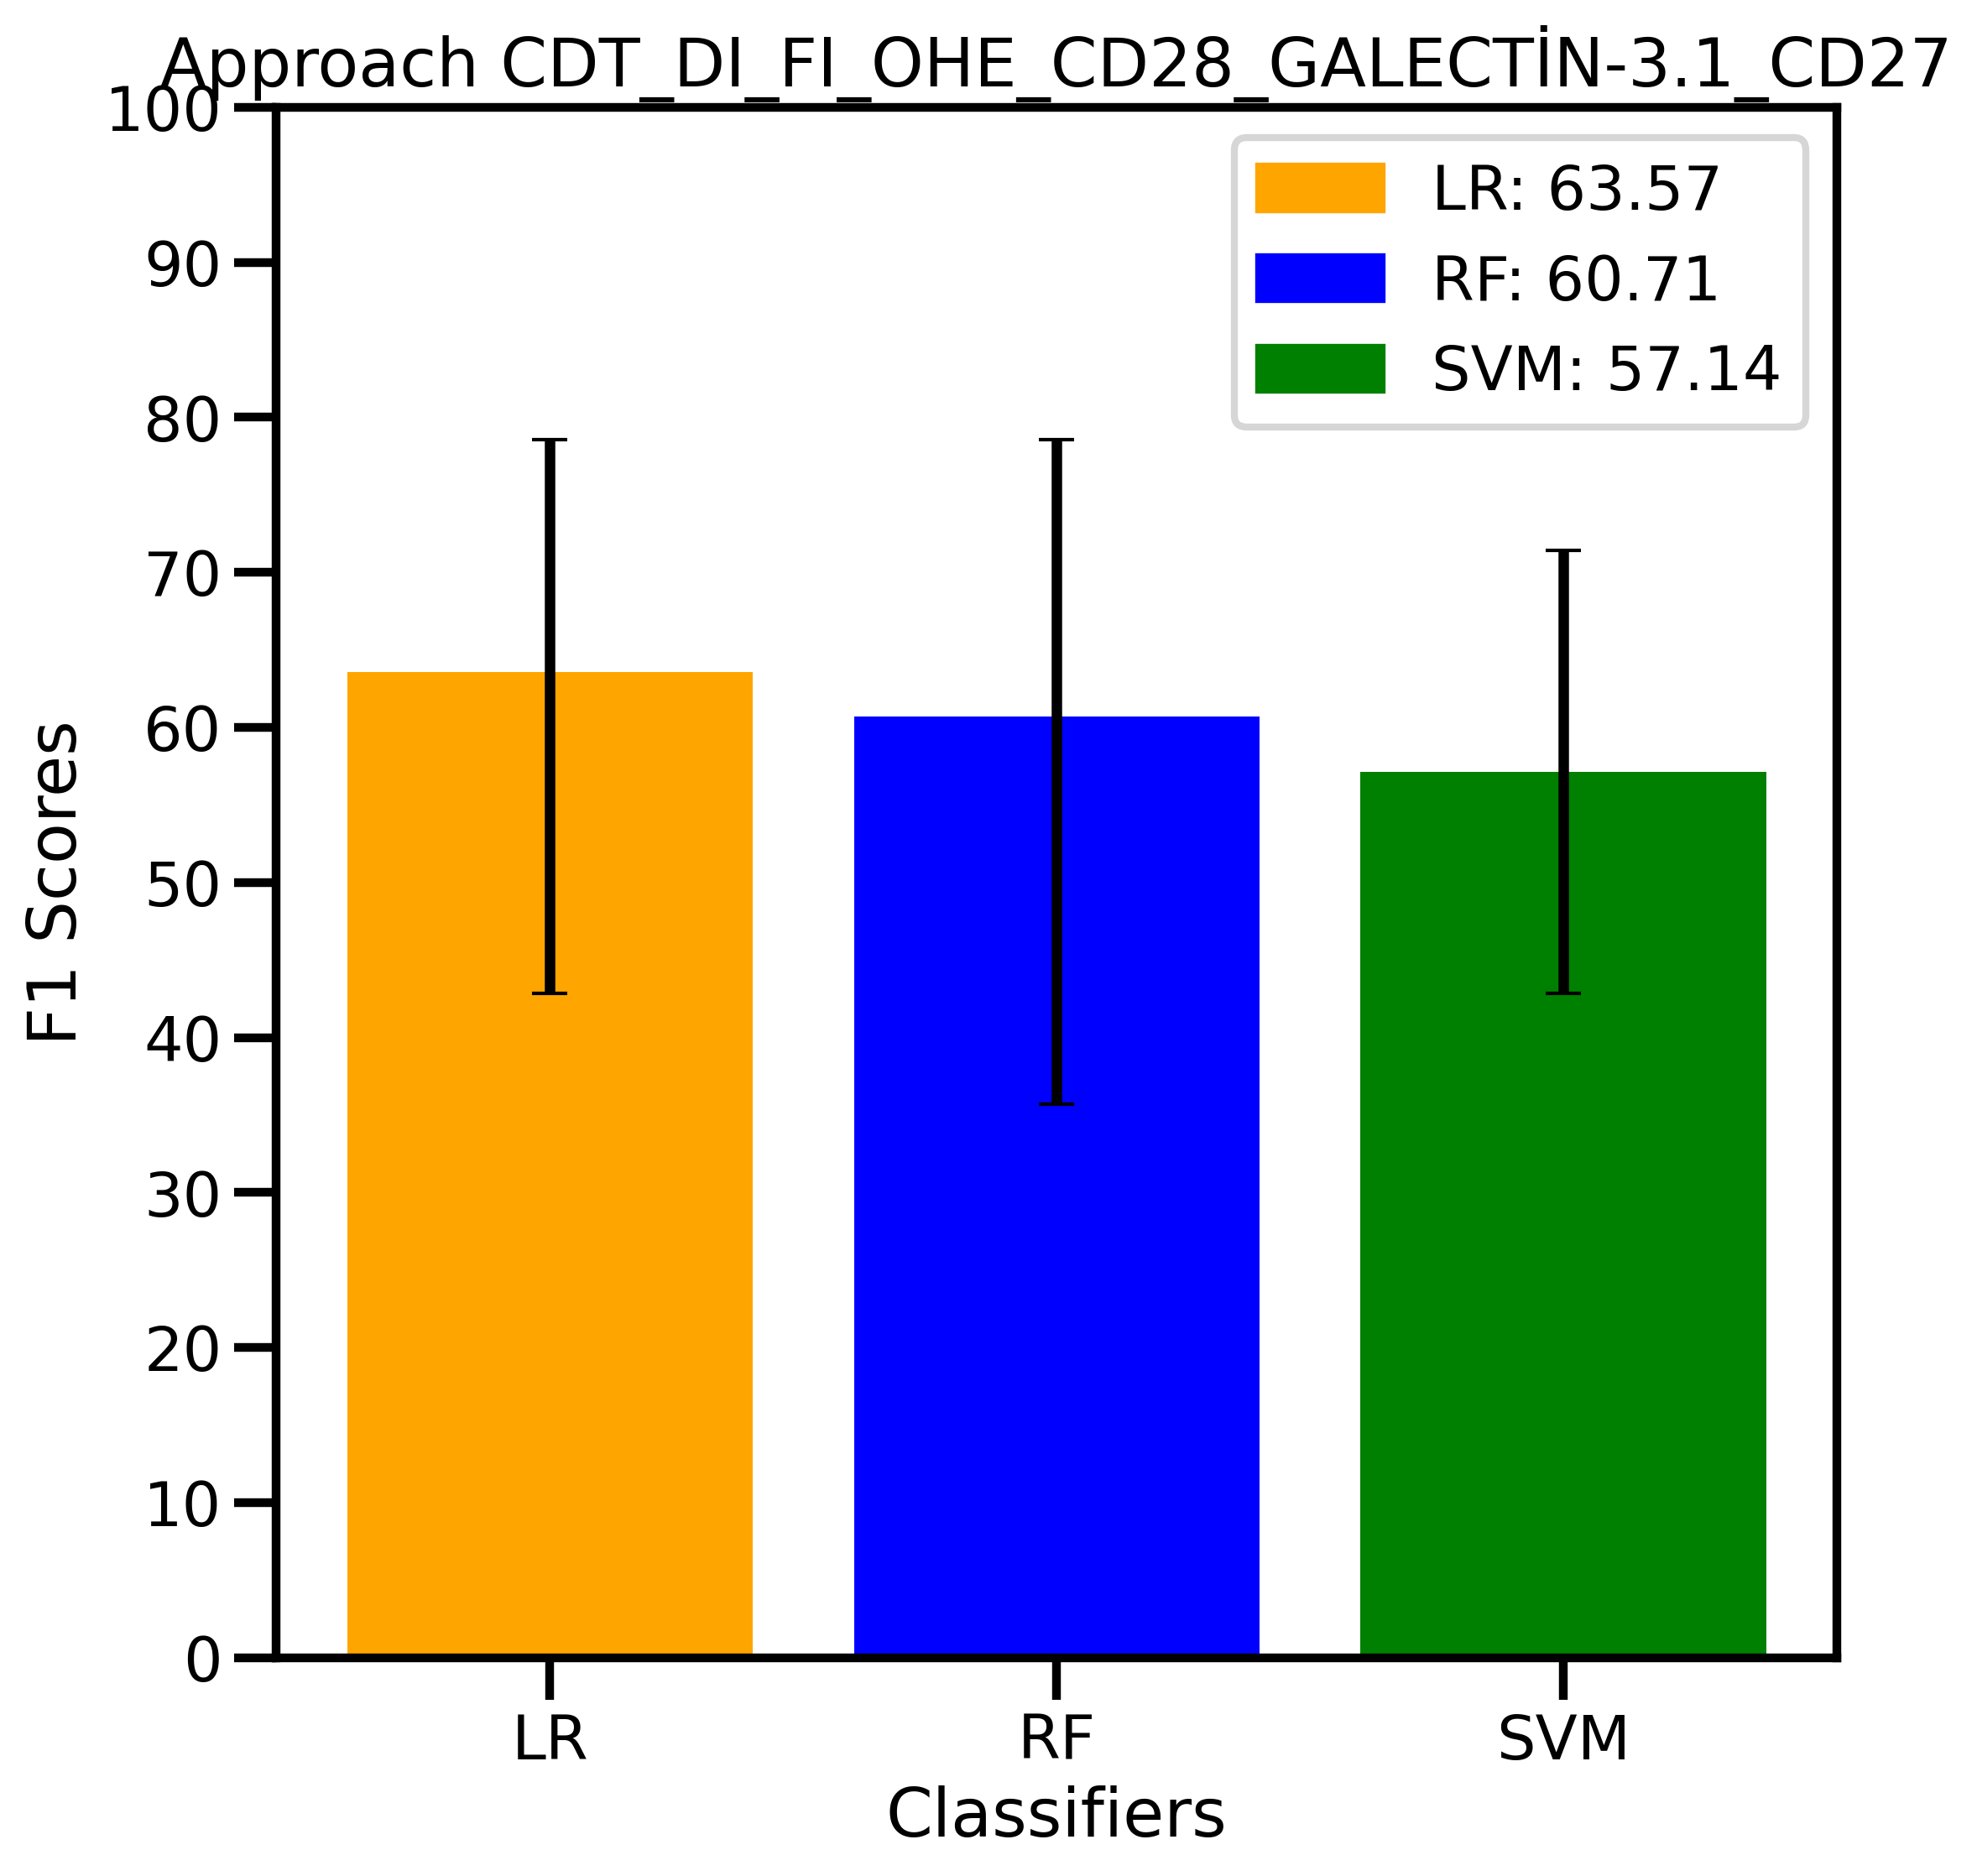 Approach CDT_DI_FI_OHE_CD28_GALECTİN-3.1_CD27
LR: 63.57
RF: 60.71
SVM: 57.14
F1 Scores
100
90
80
70
60
50
40
30
20
10
0
LR
RF
SVM
Classifiers